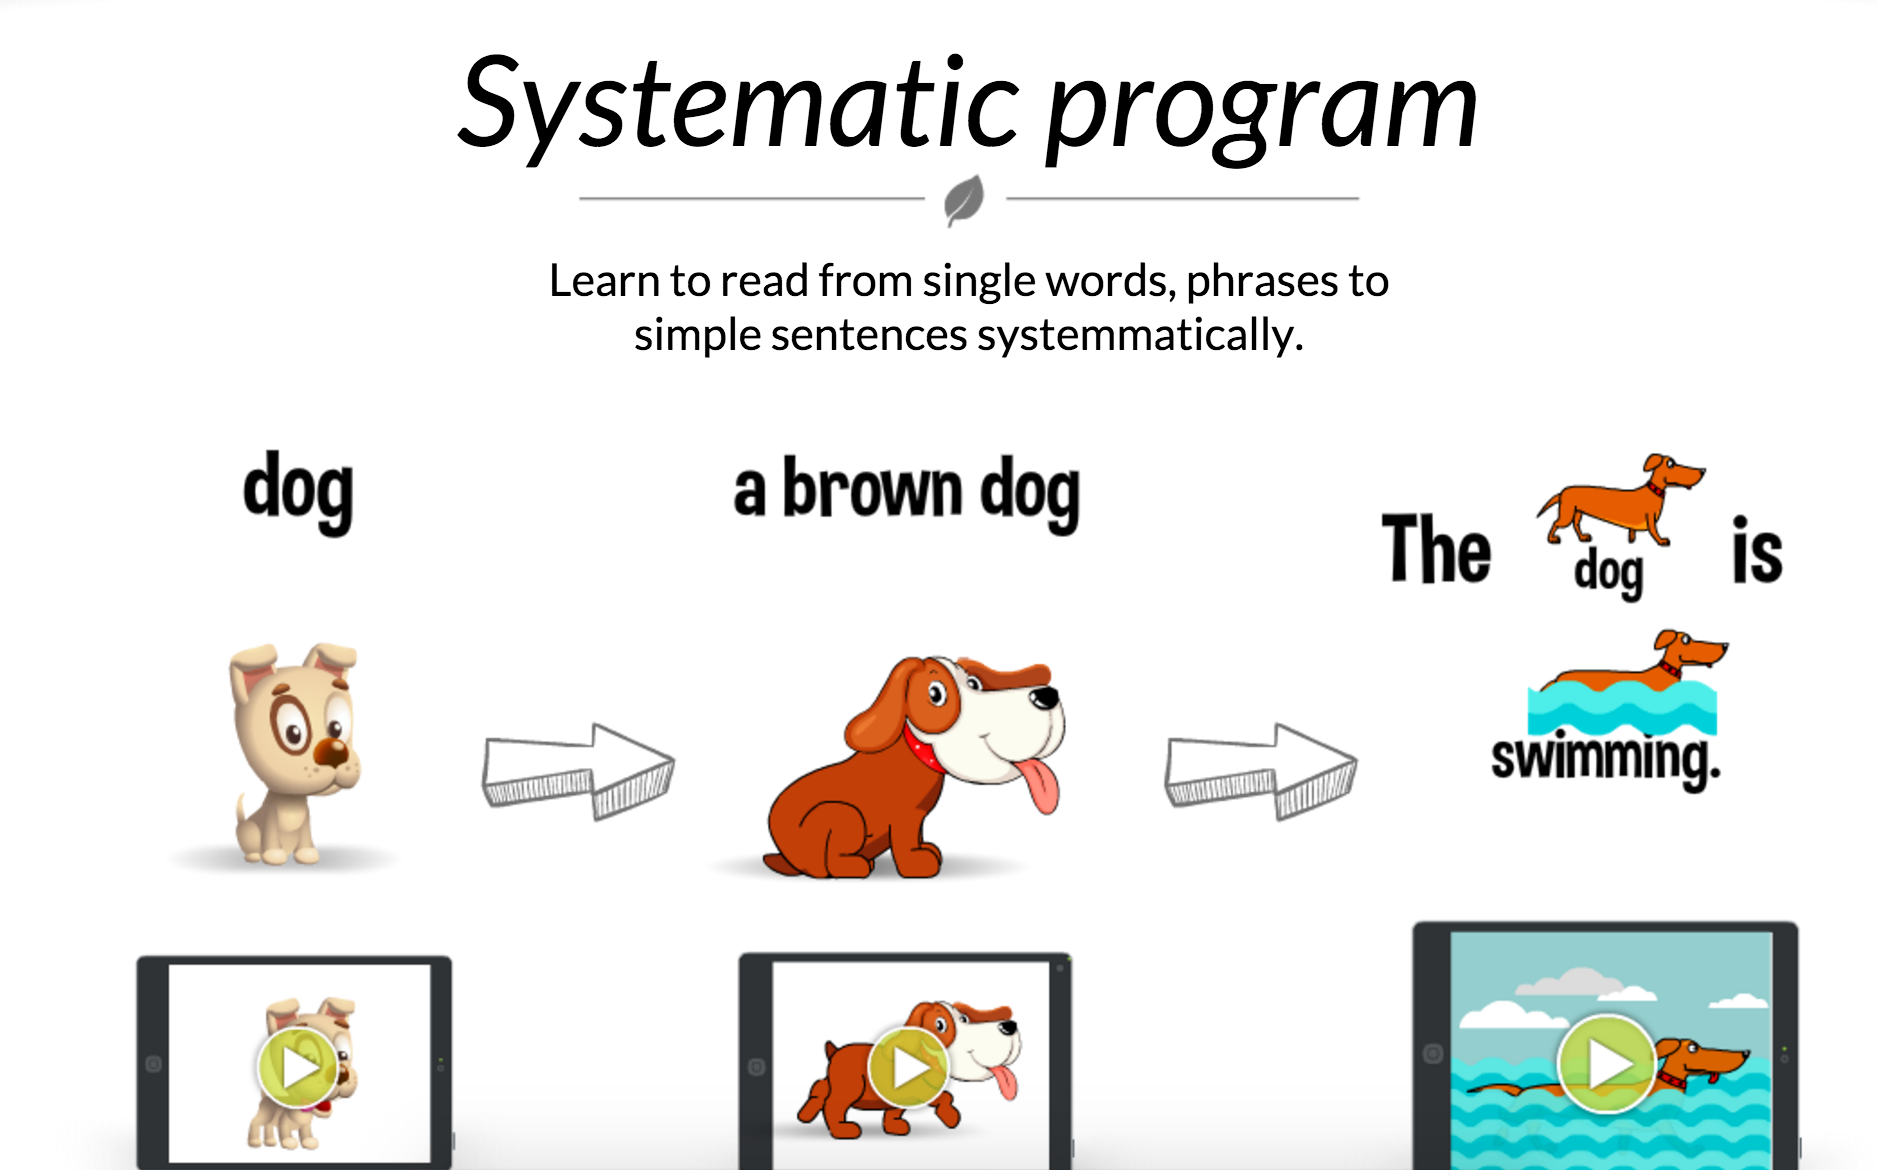 Systematic program
Learn to read from single words, phrases to
simple sentences systemmatically.
dog
a brown dog
The dog is
swimming.